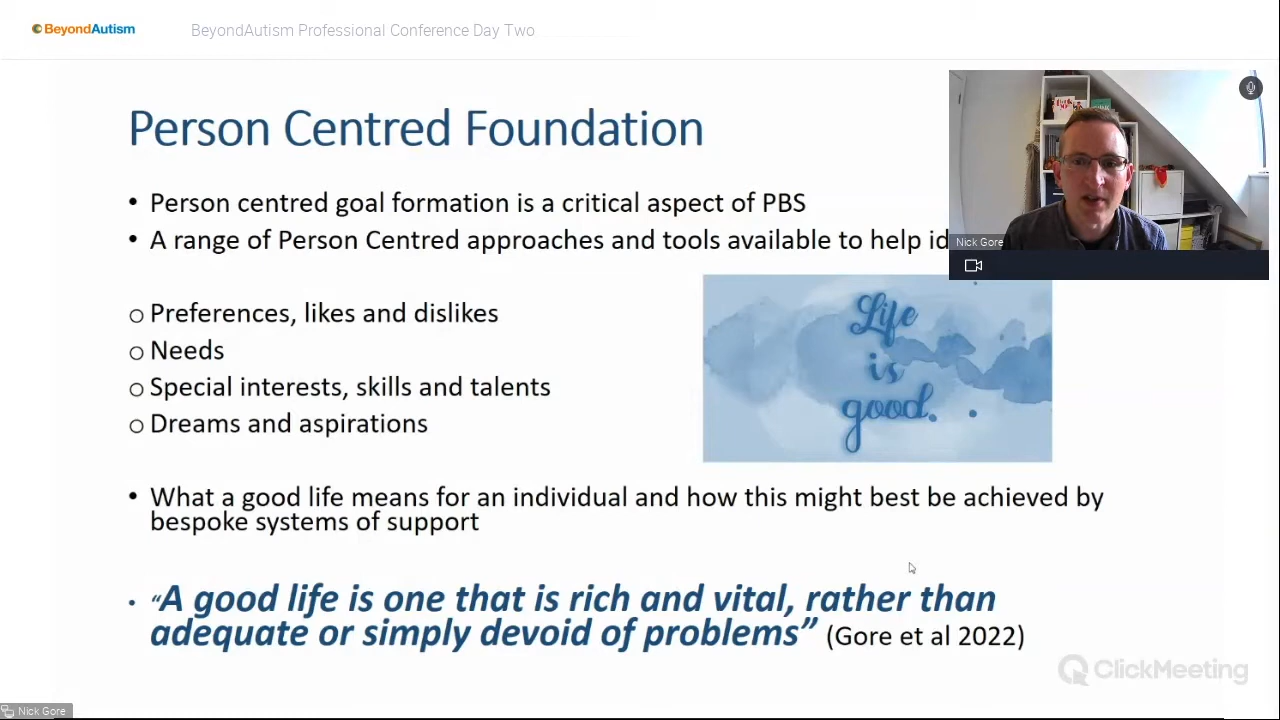 BeyondAutism
BeyondAutism Professional Conference Day Two
Person Centred Foundation
• Person centred goal formation is a critical aspect of PBS
• A range of Person Centred approaches and tools available to help id
Nick Gore
o Preferences, likes and dislikes
o Needs
o Special interests, skills and talents
o Dreams and aspirations
Life
is
good.
• What a good life means for an individual and how this might best be achieved by
bespoke systems of support
• “A good life is one that is rich and vital, rather than
adequate or simply devoid of problems” (Gore et al 2022)
ClickMeeting
Nick Gore